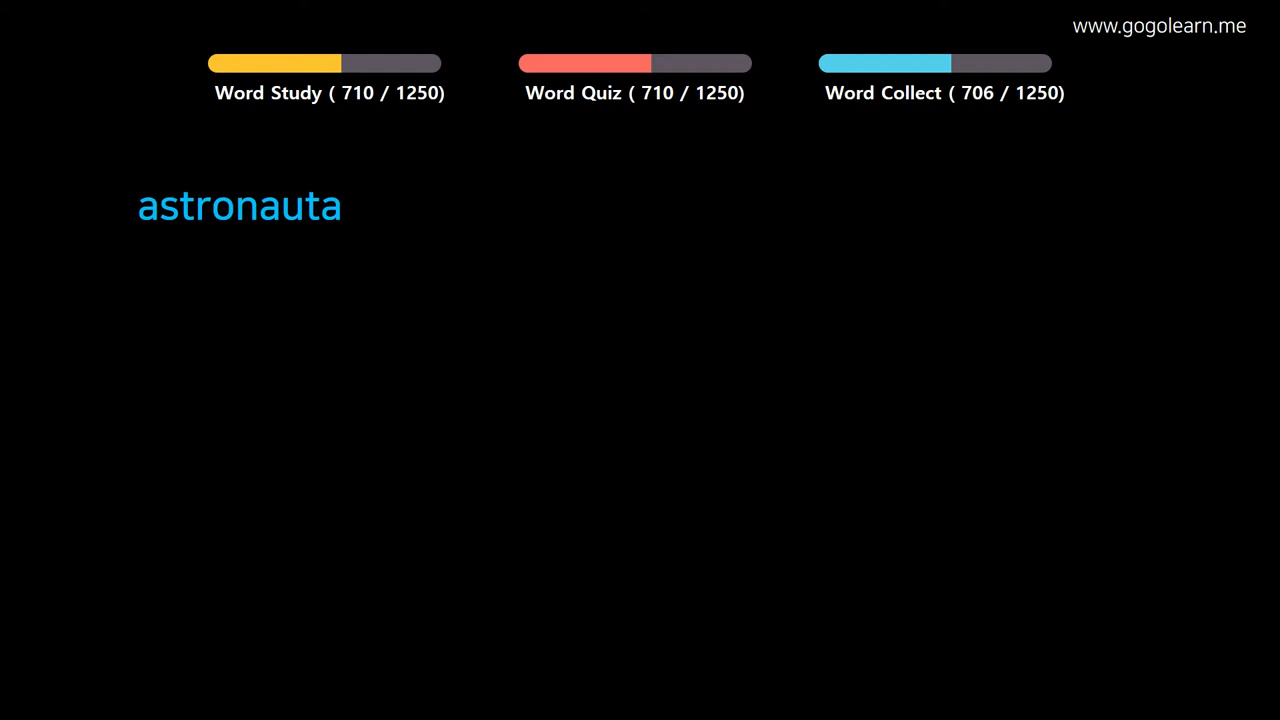 www.gogolearn.me
Word Study ( 710 / 1250)
Word Quiz ( 710 / 1250)
Word Collect ( 706 / 1250)
astronauta